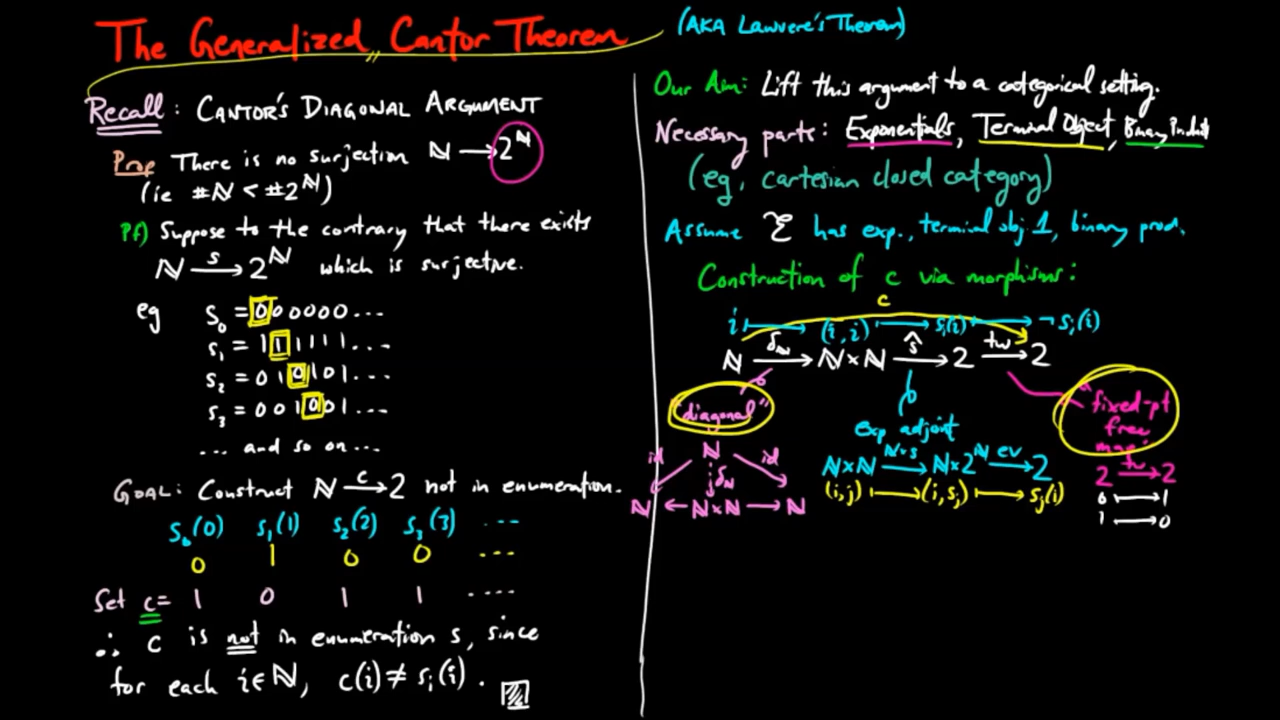 The Generalized Cantor Theorem
(AKA Lawvere's Theorem)
Recall: CANTOR'S DIAGONAL ARGUMENT
Prop There is no surjection ℕ → 2^ℕ
(ie #ℕ < #2^ℕ)
Pf) Suppose to the contrary that there exists
ℕ –s→ 2^ℕ which is surjective.
eg s₀ = 000000...
s₁ = 111111...
s₂ = 010101...
s₃ = 001001...
... and so on...
GOAL: Construct ℕ –c→ 2 not in enumeration.
s₀(0) s₁(1) s₂(2) s₃(3) ...
0 1 0 0 ...
Set c = 1 0 1 1 ....
∴ c is not in enumeration s, since
for each i∈ℕ, c(i) ≠ sᵢ(i).
Our Aim: Lift this argument to a categorical setting.
Necessary parts: Exponentials, Terminal Object, Binary Products
(eg, cartesian closed category)
Assume ℰ has exp., terminal obj 1, binary prod.
Construction of c via morphisms:
c
i ↦ (i,i) ↦ sᵢ(i) ↦ ¬sᵢ(i)
ℕ –δ_ℕ→ ℕ×ℕ –ŝ→ 2 –tw→ 2
"diagonal"
ℕ
id δ_ℕ id
ℕ ← ℕ×ℕ → ℕ
exp adjoint
ℕ×ℕ –ℕ×s→ ℕ×2^ℕ –ev→ 2
(i,j) ↦ (i,sⱼ) ↦ sⱼ(i)
"fixed-pt
free
map"
2 –tw→ 2
0 ↦ 1
1 ↦ 0